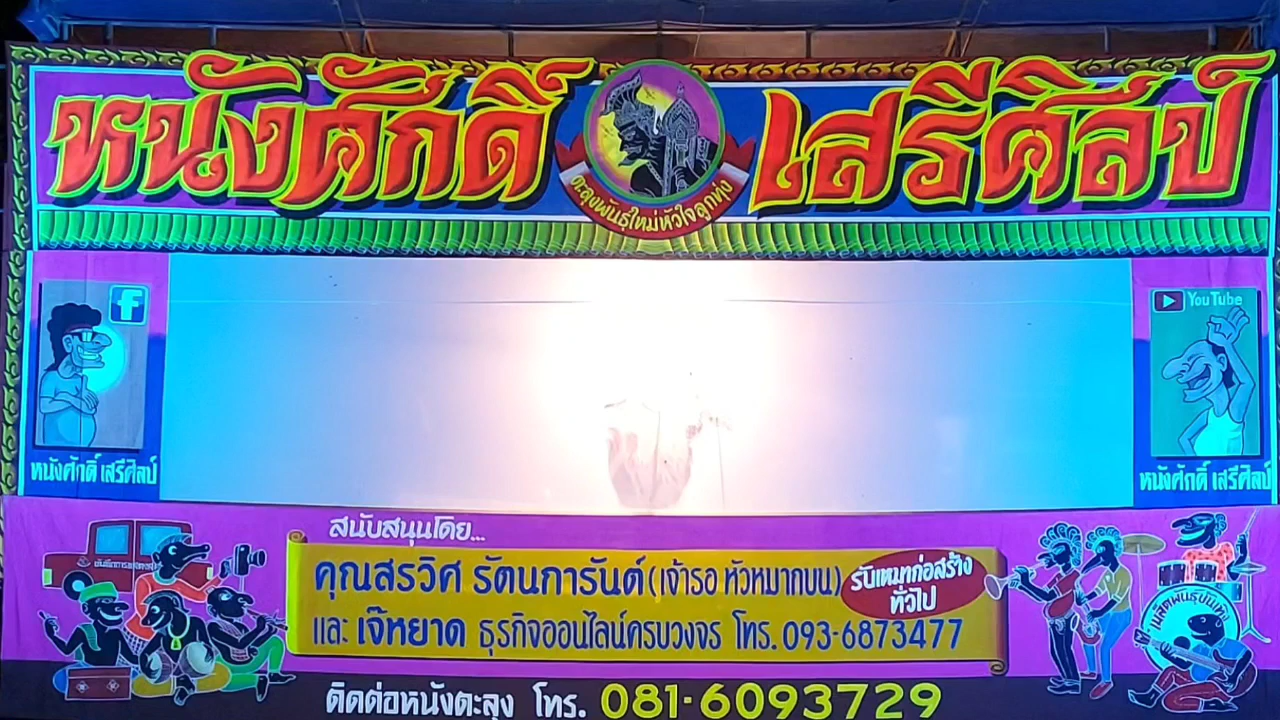 หนังศักดิ์ เสรีศิลป์
ตะลุงพันธุ์ใหม่หัวใจลูกทุ่ง
f
YouTube
หนังศักดิ์ เสรีศิลป์
หนังศักดิ์ เสรีศิลป์
สนับสนุนโดย...
คุณสรวิศ รัตนการันต์ (เจ้ารอ หัวหมากบน)
รับเหมาก่อสร้าง
ทั่วไป
และ เจ๊หยาด ธุรกิจออนไลน์ครบวงจร โทร. 093-6873477
ติดต่อหนังตะลุง โทร. 081-6093729